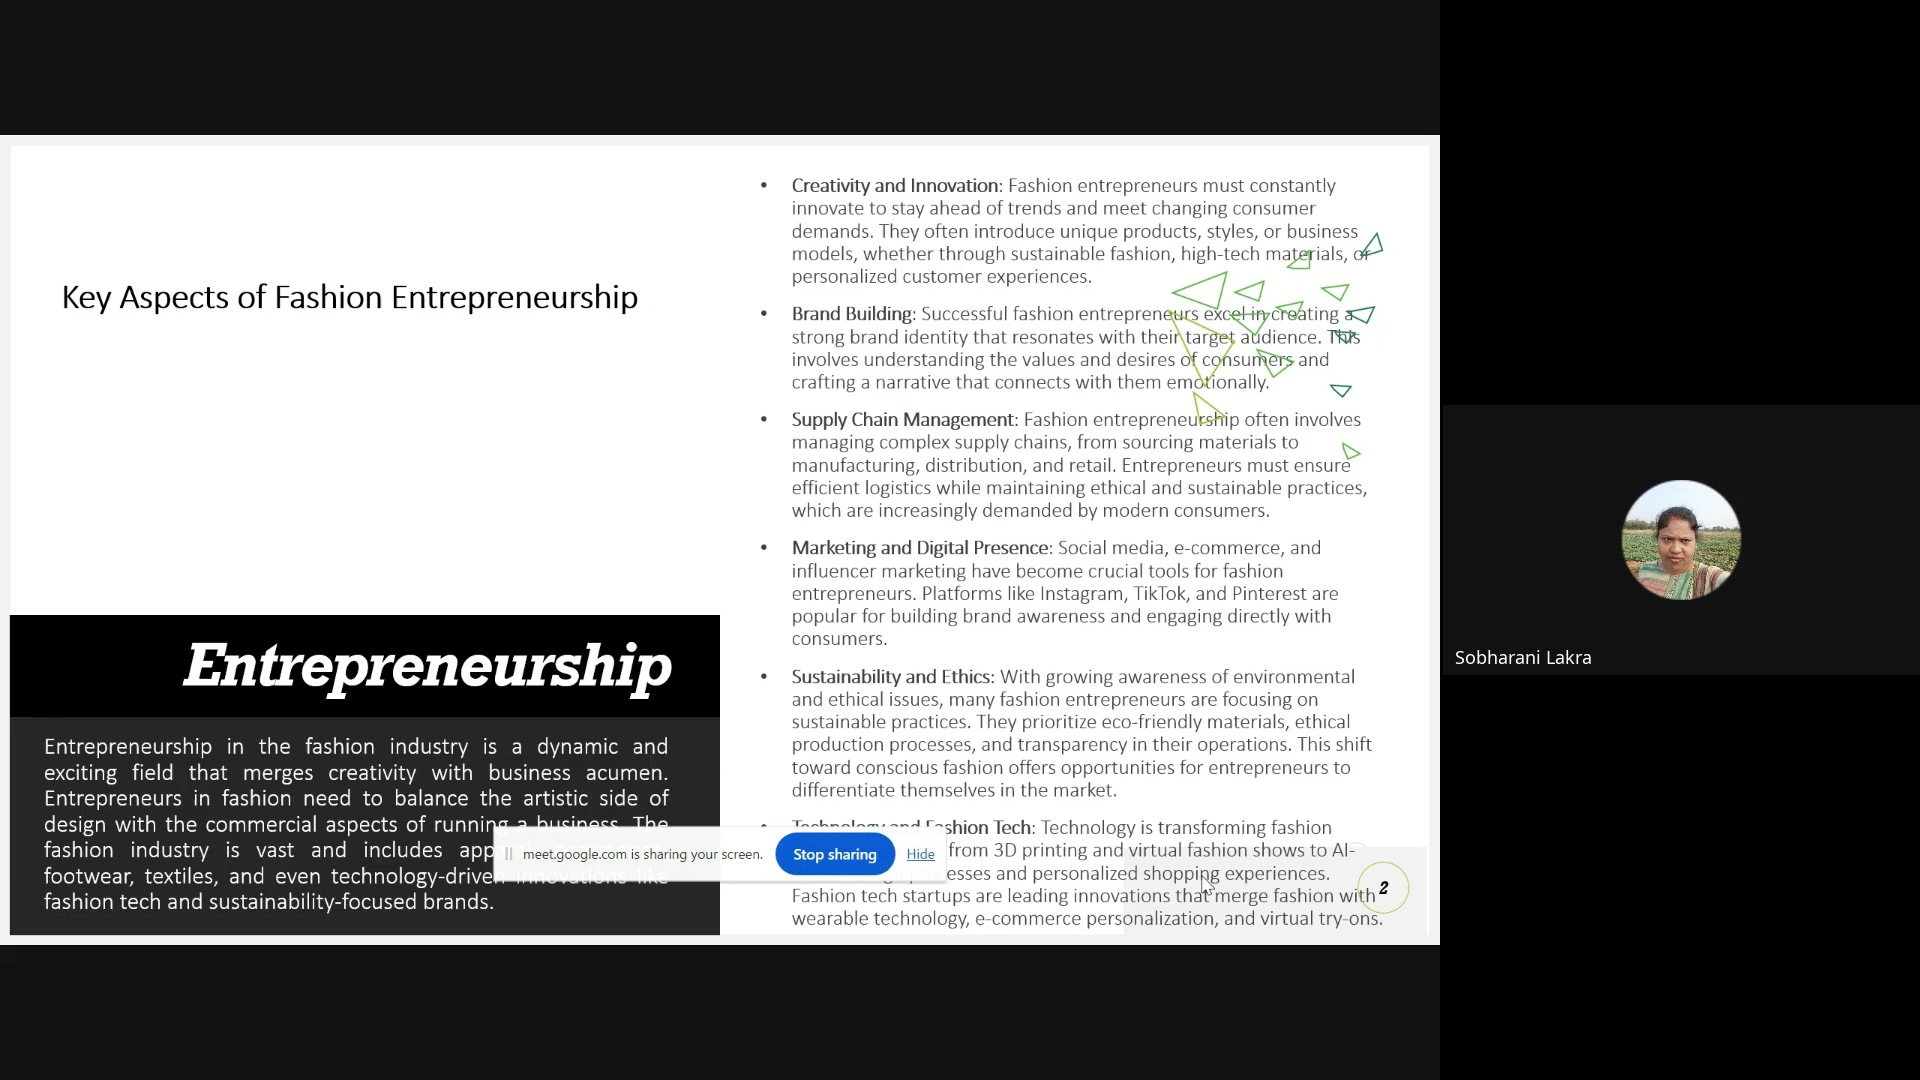 Key Aspects of Fashion Entrepreneurship
Entrepreneurship
Entrepreneurship in the fashion industry is a dynamic and
exciting field that merges creativity with business acumen.
Entrepreneurs in fashion need to balance the artistic side of
design with the commercial aspects of running a business. The
fashion industry is vast and includes
footwear, textiles, and even technology-driven innovations like
fashion tech and sustainability-focused brands.
• Creativity and Innovation: Fashion entrepreneurs must constantly
innovate to stay ahead of trends and meet changing consumer
demands. They often introduce unique products, styles, or business
models, whether through sustainable fashion, high-tech materials, or
personalized customer experiences.
• Brand Building: Successful fashion entrepreneurs excel in creating a
strong brand identity that resonates with their target audience. This
involves understanding the values and desires of consumers and
crafting a narrative that connects with them emotionally.
• Supply Chain Management: Fashion entrepreneurship often involves
managing complex supply chains, from sourcing materials to
manufacturing, distribution, and retail. Entrepreneurs must ensure
efficient logistics while maintaining ethical and sustainable practices,
which are increasingly demanded by modern consumers.
• Marketing and Digital Presence: Social media, e-commerce, and
influencer marketing have become crucial tools for fashion
entrepreneurs. Platforms like Instagram, TikTok, and Pinterest are
popular for building brand awareness and engaging directly with
consumers.
• Sustainability and Ethics: With growing awareness of environmental
and ethical issues, many fashion entrepreneurs are focusing on
sustainable practices. They prioritize eco-friendly materials, ethical
production processes, and transparency in their operations. This shift
toward conscious fashion offers opportunities for entrepreneurs to
differentiate themselves in the market.
• Technology and Fashion Tech: Technology is transforming fashion
from 3D printing and virtual fashion shows to AI-
and personalized shopping experiences.
Fashion tech startups are leading innovations that merge fashion with
wearable technology, e-commerce personalization, and virtual try-ons.
meet.google.com is sharing your screen.
Stop sharing
Hide
2
Sobharani Lakra